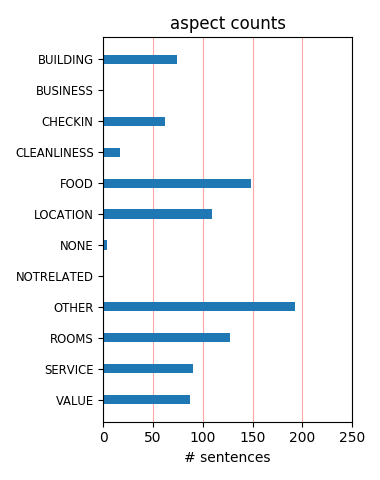 aspect counts
BUILDING
BUSINESS
CHECKIN
CLEANLINESS
FOOD
LOCATION
NONE
NOTRELATED
OTHER
ROOMS
SERVICE
VALUE
0 50 100 150 200 250
# sentences